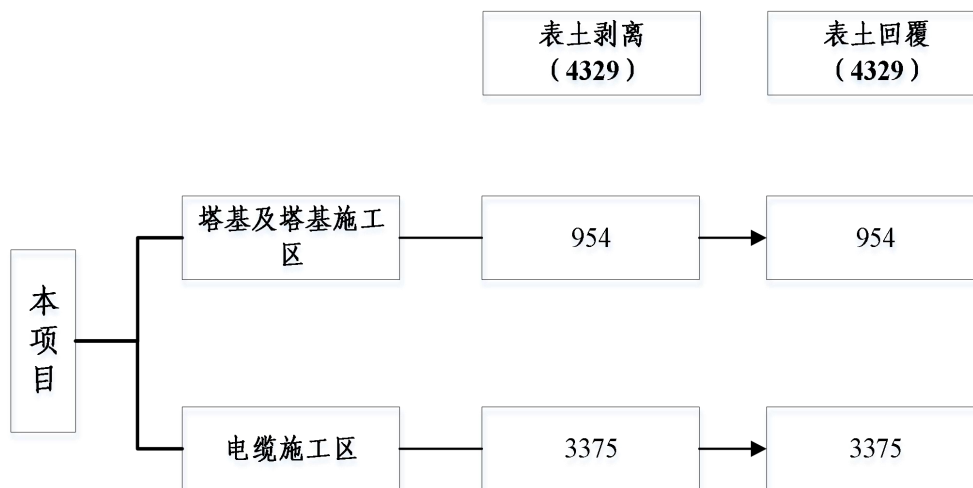 表土剥离
（4329）
表土回覆
（4329）
塔基及塔基施工
区
954
954
本
项
目
电缆施工区
3375
3375